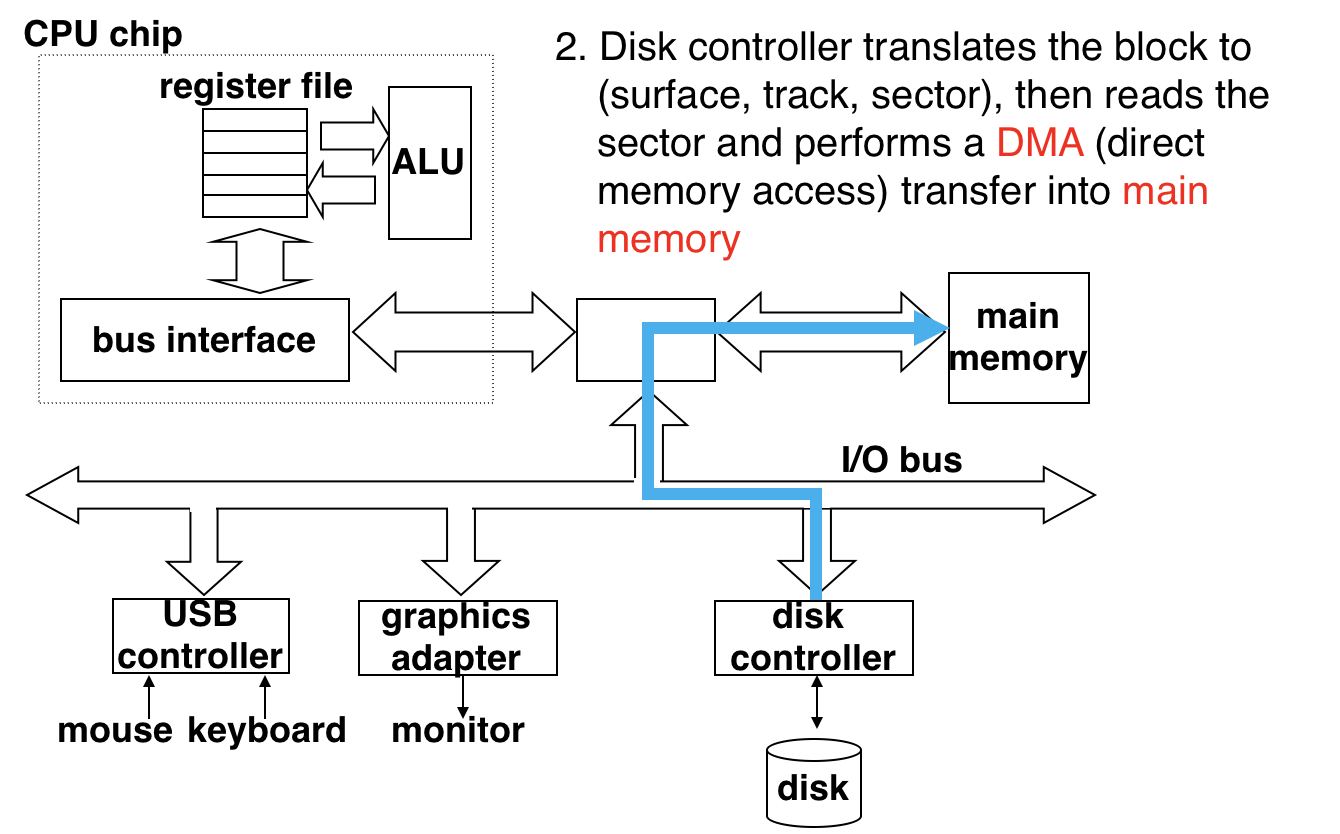 CPU chip
2. Disk controller translates the block to
(surface, track, sector), then reads the
sector and performs a DMA (direct
memory access) transfer into main
memory
register file
ALU
bus interface
main
memory
I/O bus
USB
controller
graphics
adapter
disk
controller
mouse
keyboard
monitor
disk